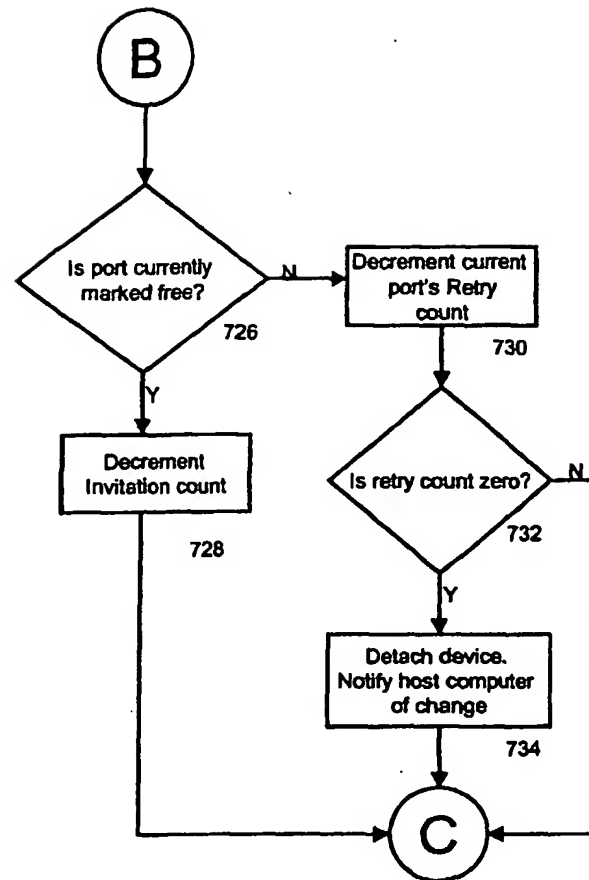 B
Is port currently
marked free?
726
N
Decrement current
port's Retry
count
730
Y
Decrement
Invitation count
728
Is retry count zero?
N
732
Y
Detach device.
Notify host computer
of change
734
C